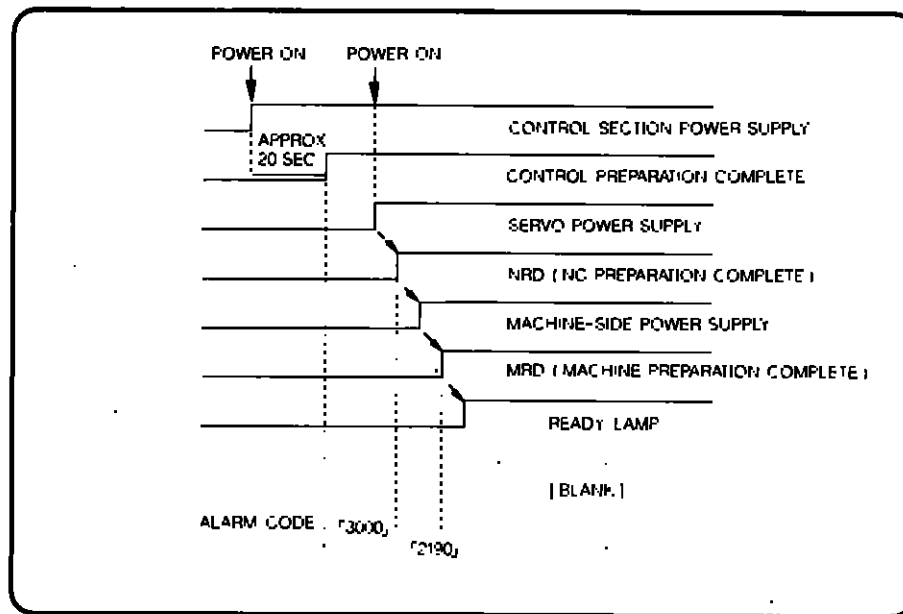 POWER ON POWER ON
CONTROL SECTION POWER SUPPLY
APPROX
20 SEC
CONTROL PREPARATION COMPLETE
SERVO POWER SUPPLY
NRD (NC PREPARATION COMPLETE)
MACHINE-SIDE POWER SUPPLY
MRD (MACHINE PREPARATION COMPLETE)
READY LAMP
[BLANK]
ALARM CODE 「3000」
「2190」